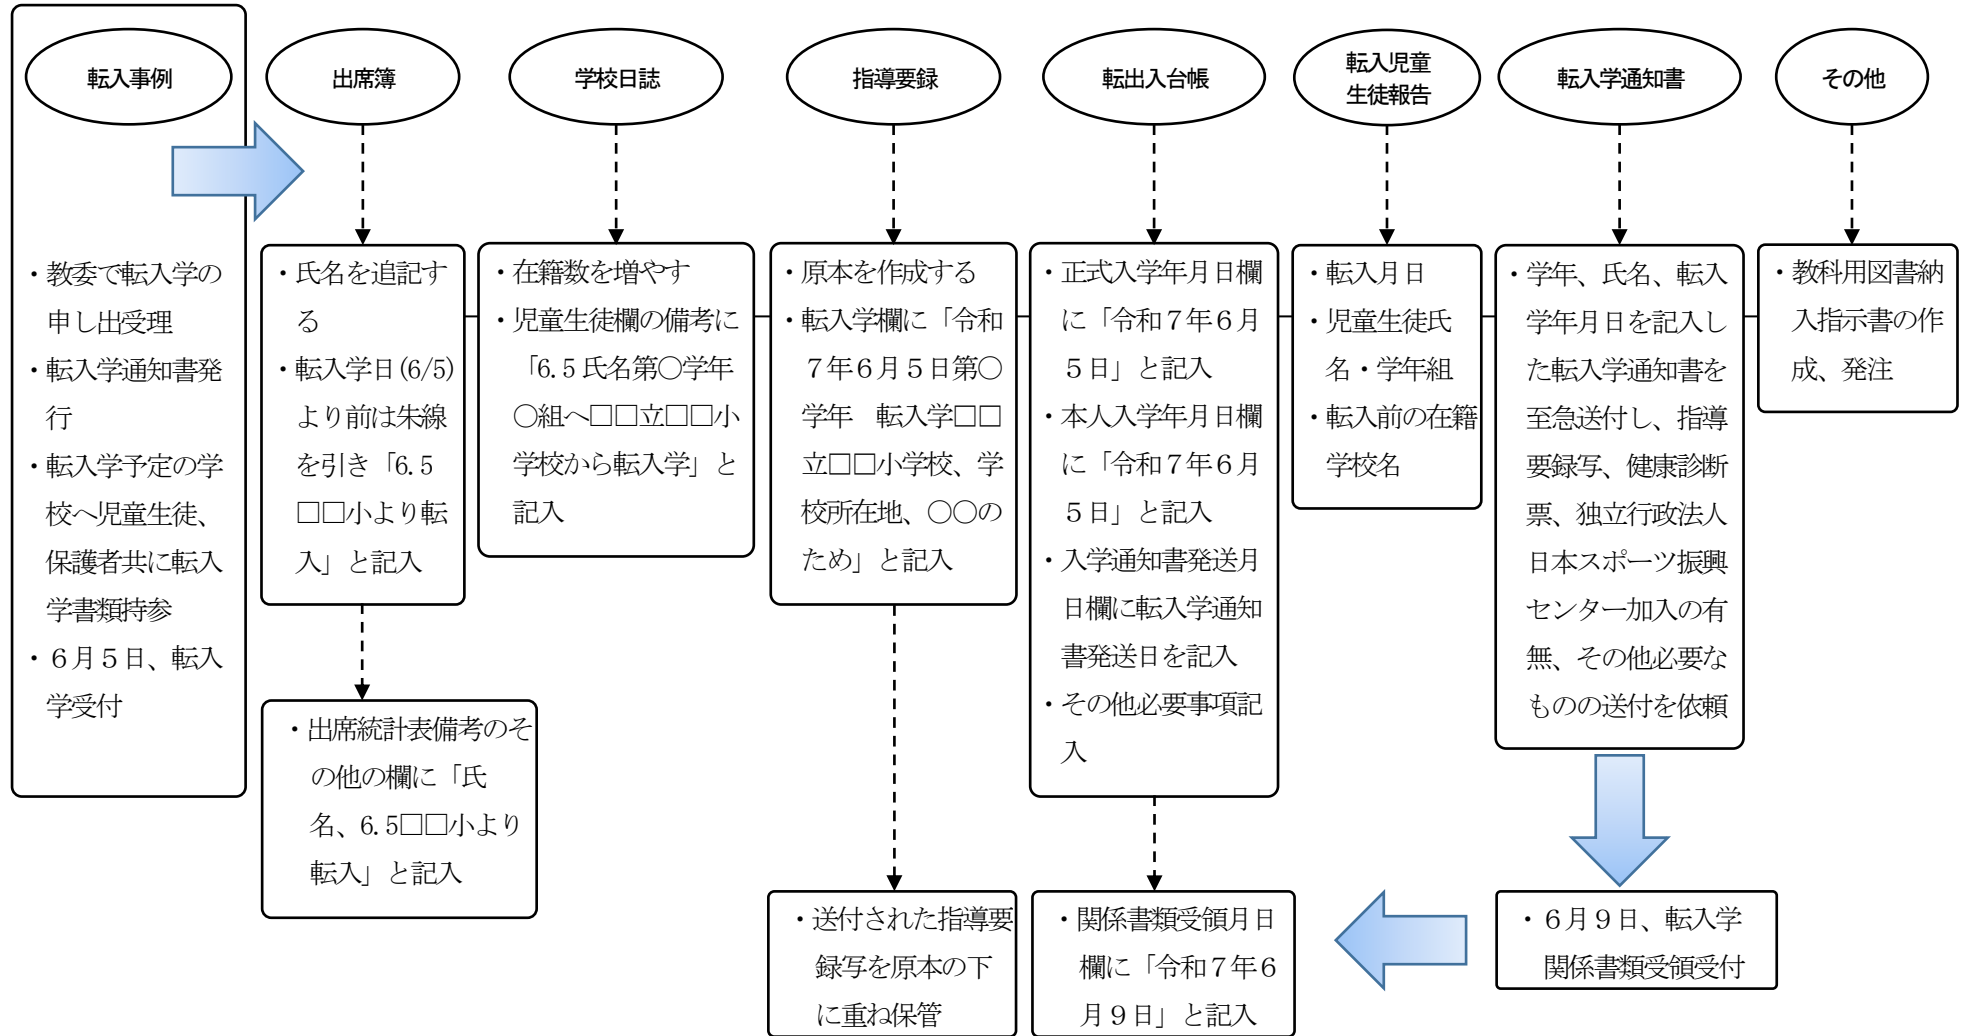 転入事例
出席簿
学校日誌
指導要録
転出入台帳
転入児童
生徒報告
転入学通知書
その他
・教委で転入学の
申し出受理
・転入学通知書発
行
・転入学予定の学
校へ児童生徒、
保護者共に転入
学書類持参
・６月５日、転入
学受付
・氏名を追記す
る
・転入学日(6/5)
より前は朱線
を引き「6.5
□□小より転
入」と記入
・出席統計表備考のそ
の他の欄に「氏
名、6.5□□小より
転入」と記入
・在籍数を増やす
・児童生徒欄の備考に
「6.5 氏名第○学年
○組へ□□立□□小
学校から転入学」と
記入
・原本を作成する
・転入学欄に「令和
７年６月５日第○
学年　転入学□□
立□□小学校、学
校所在地、○○の
ため」と記入
・送付された指導要
録写を原本の下
に重ね保管
・正式入学年月日欄
に「令和７年６月
５日」と記入
・本人入学年月日欄
に「令和７年６月
５日」と記入
・入学通知書発送月
日欄に転入学通知
書発送日を記入
・その他必要事項記
入
・関係書類受領月日
欄に「令和７年６
月９日」と記入
・転入月日
・児童生徒氏
名・学年組
・転入前の在籍
学校名
・学年、氏名、転入
学年月日を記入し
た転入学通知書を
至急送付し、指導
要録写、健康診断
票、独立行政法人
日本スポーツ振興
センター加入の有
無、その他必要な
ものの送付を依頼
・６月９日、転入学
関係書類受領受付
・教科用図書納
入指示書の作
成、発注